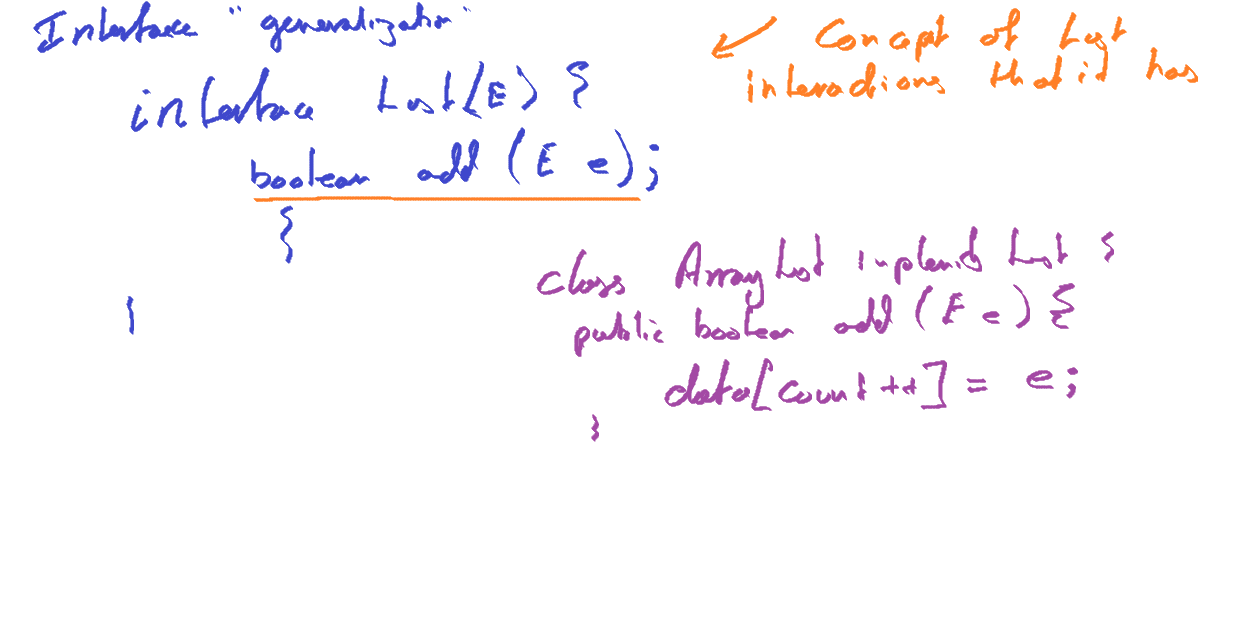 Interface "generalization"
Concept of List
interactions that it has
interface List(E) {
boolean add (E e);
{
}
class ArrayList implements List {
public boolean add (E e) {
data[count++] = e;
}